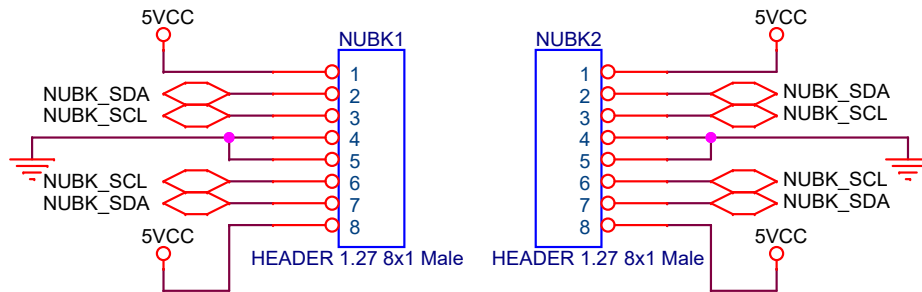 5VCC
NUBK1
1
NUBK_SDA
2
NUBK_SCL
3
4
5
NUBK_SCL
6
NUBK_SDA
7
8
5VCC
HEADER 1.27 8x1 Male
5VCC
NUBK2
1
2
NUBK_SDA
3
NUBK_SCL
4
5
6
NUBK_SCL
7
NUBK_SDA
8
5VCC
HEADER 1.27 8x1 Male